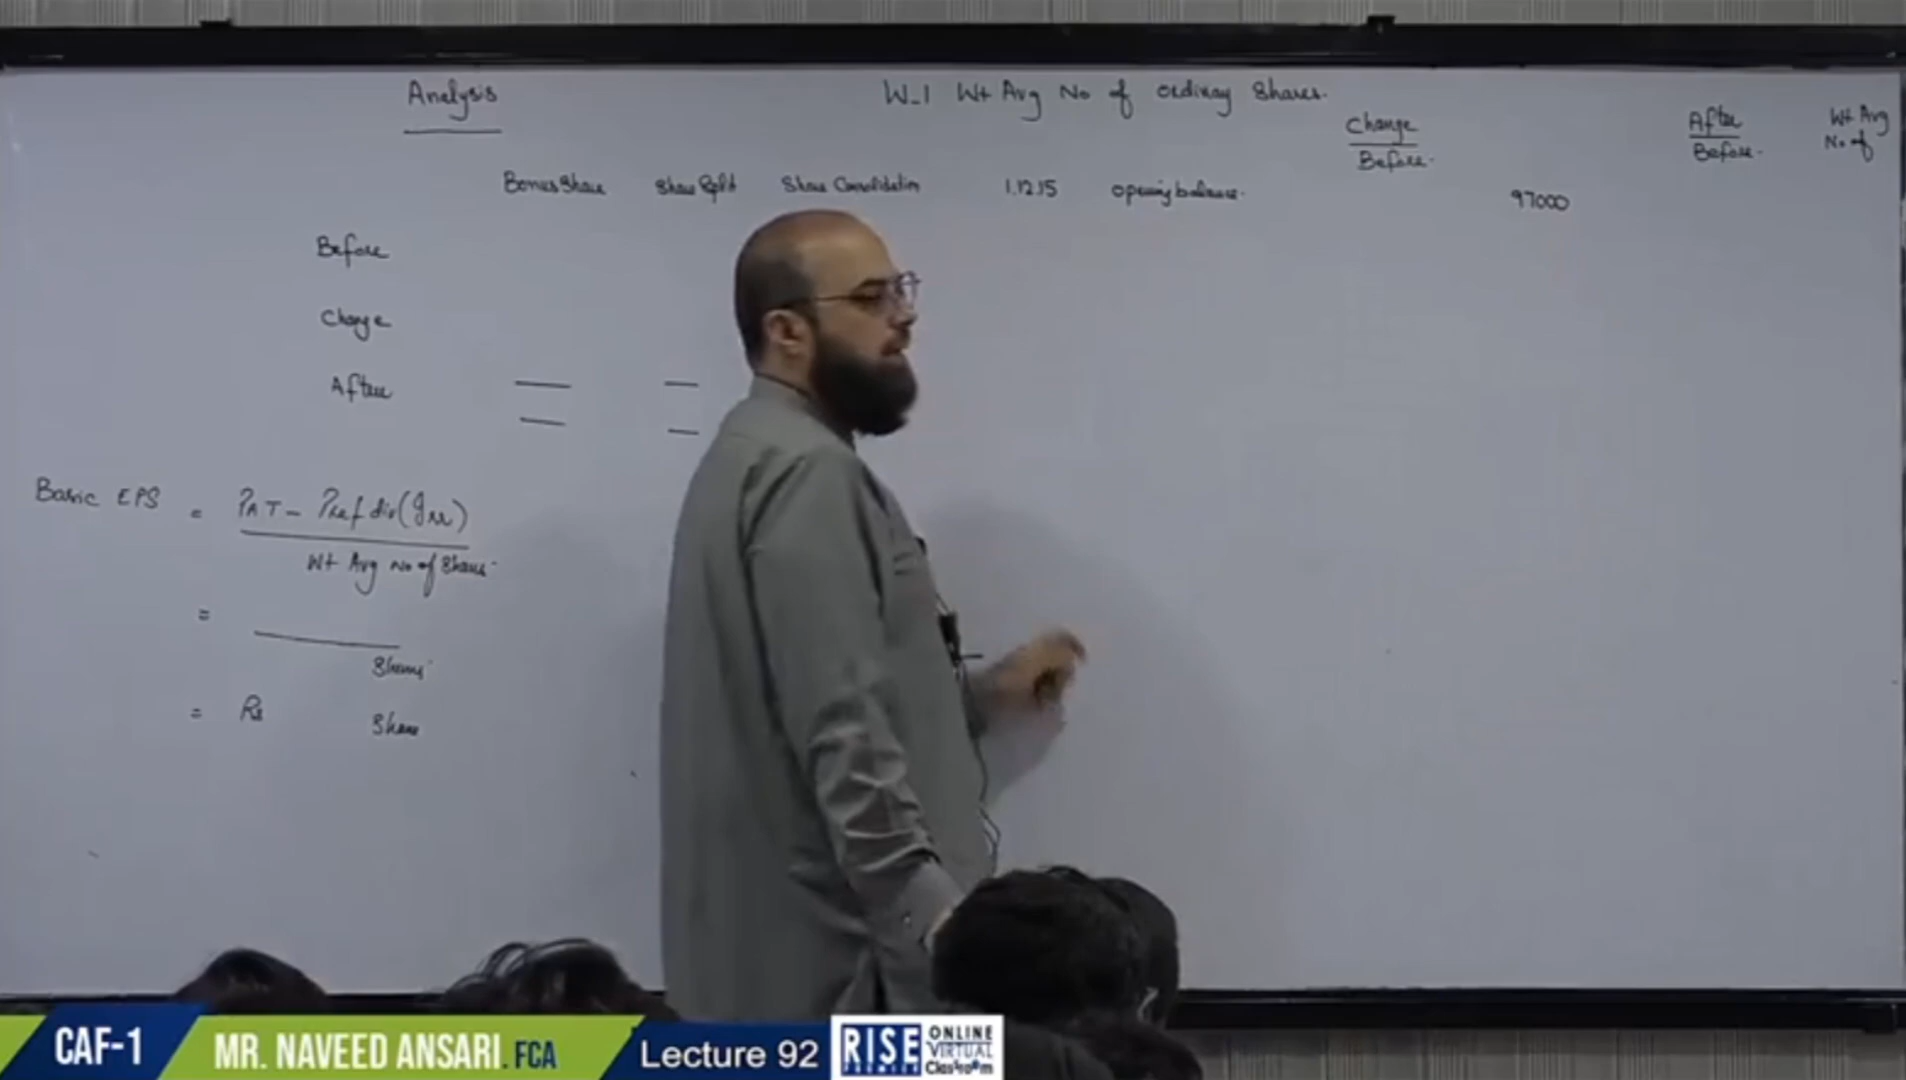 Analysis
Bonus Share Share Split Share Consolidation
Before
Change
After
Basic EPS = PAT - Pref div (Irr)
Wt Avg No of Shares
=
Shares
= Rs Share
W-1 Wt Avg No of ordinary Shares.
Change
Before
After
Before
Wt Avg
No of
1.12.15 opening balance. 97000
CAF-1
MR. NAVEED ANSARI. FCA
Lecture 92
RISE
PREMIER
ONLINE
VIRTUAL
Classroom